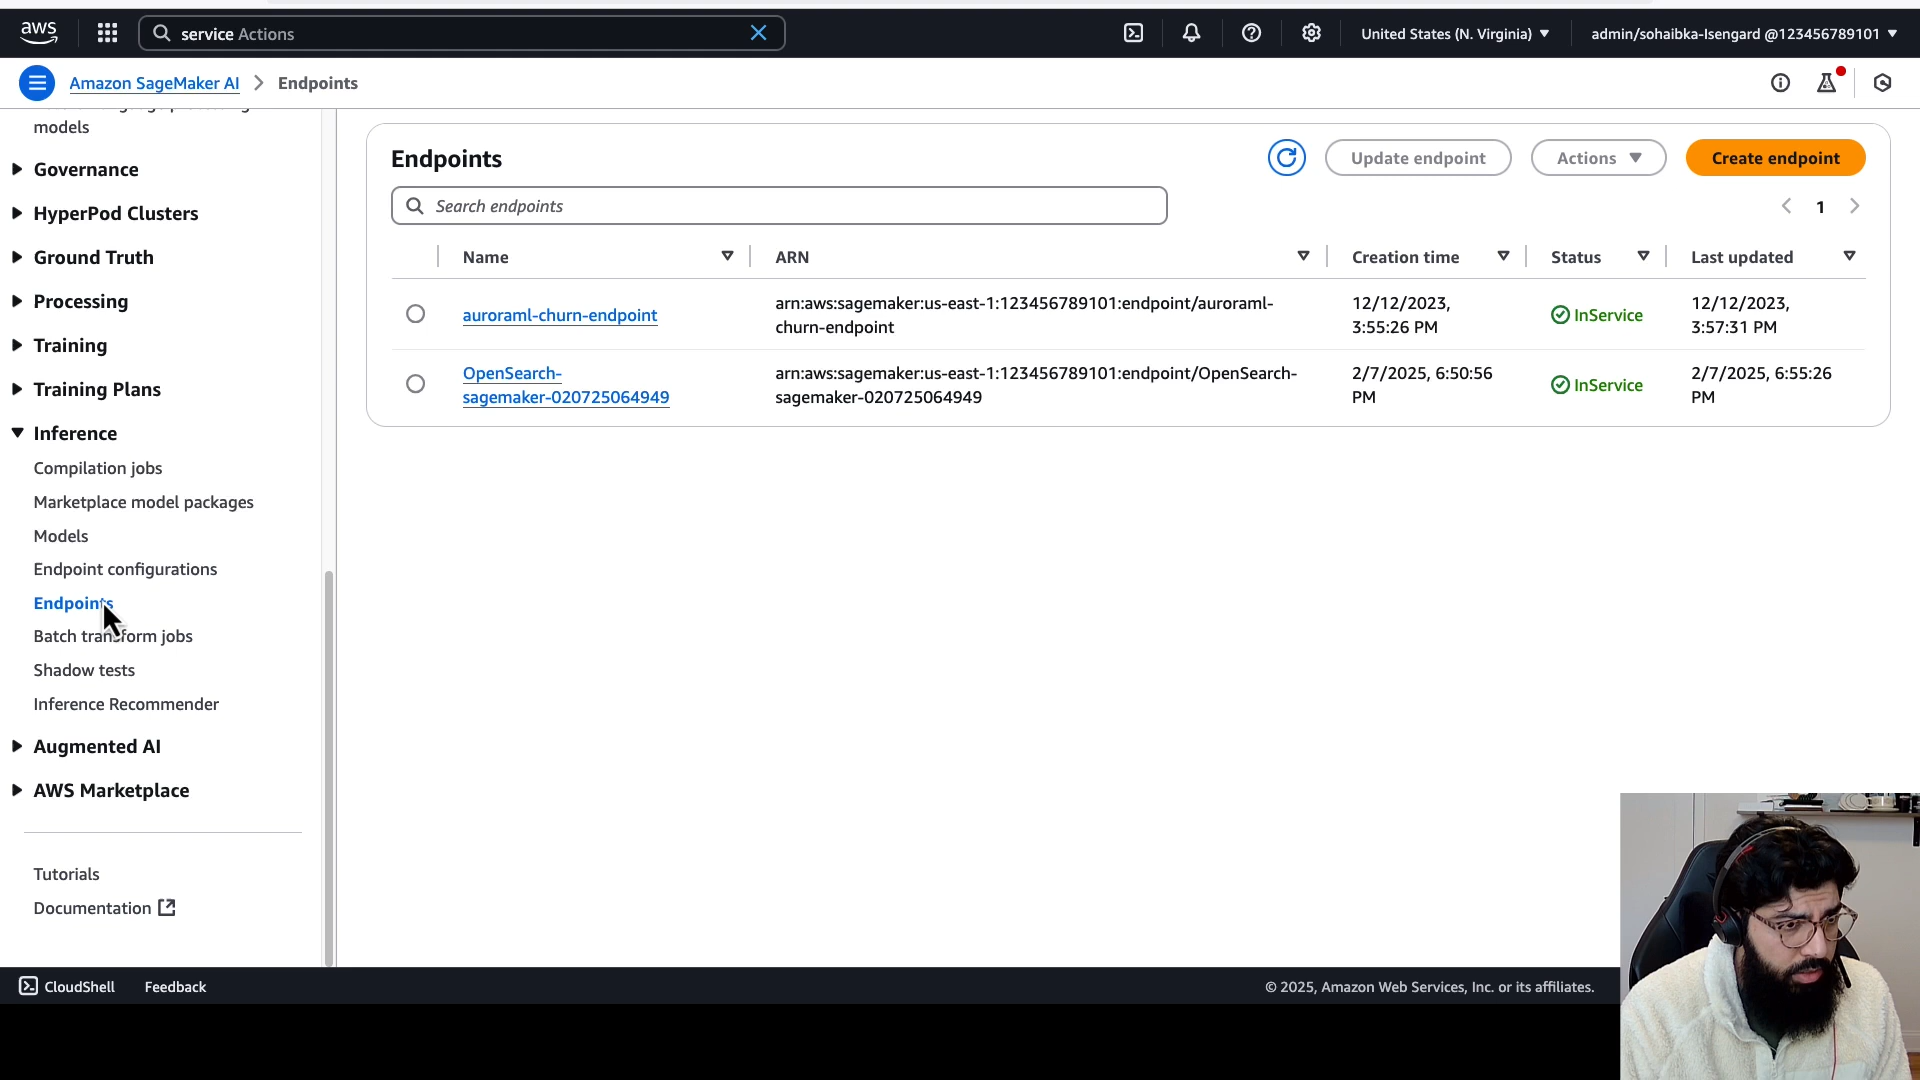 aws
service Actions
United States (N. Virginia)
admin/sohaibka-Isengard @123456789101
Amazon SageMaker AI
Endpoints
models
Governance
HyperPod Clusters
Ground Truth
Processing
Training
Training Plans
Inference
Compilation jobs
Marketplace model packages
Models
Endpoint configurations
Endpoints
Batch transform jobs
Shadow tests
Inference Recommender
Augmented AI
AWS Marketplace
Tutorials
Documentation
Endpoints
Update endpoint
Actions
Create endpoint
Search endpoints
1
Name
ARN
Creation time
Status
Last updated
auroraml-churn-endpoint
arn:aws:sagemaker:us-east-1:123456789101:endpoint/auroraml-
churn-endpoint
12/12/2023,
3:55:26 PM
InService
12/12/2023,
3:57:31 PM
OpenSearch-
sagemaker-020725064949
arn:aws:sagemaker:us-east-1:123456789101:endpoint/OpenSearch-
sagemaker-020725064949
2/7/2025, 6:50:56
PM
InService
2/7/2025, 6:55:26
PM
CloudShell
Feedback
© 2025, Amazon Web Services, Inc. or its affiliates.